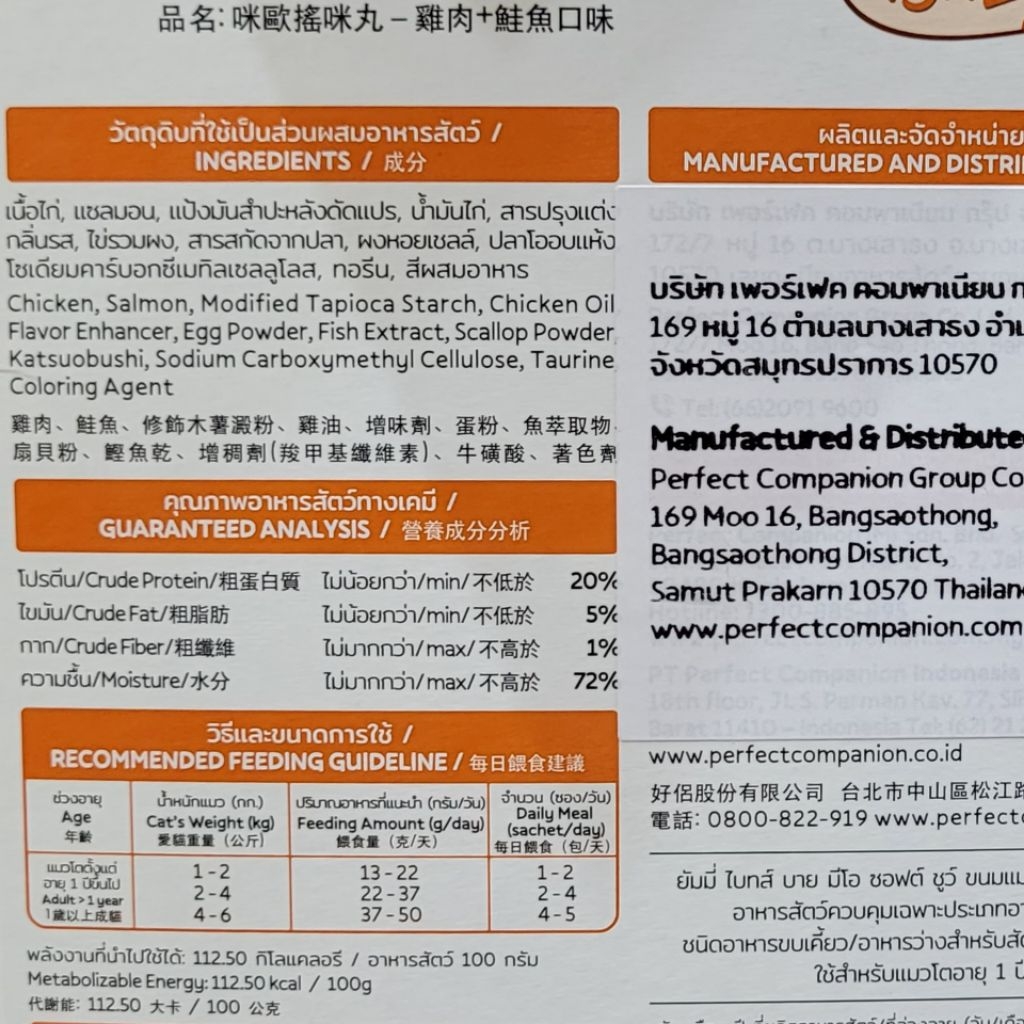 品名: 咪歐搖咪丸 – 雞肉+鮭魚口味
วัตถุดิบที่ใช้เป็นส่วนผสมอาหารสัตว์ /
INGREDIENTS / 成分
เนื้อไก่, แซลมอน, แป้งมันสำปะหลังดัดแปร, น้ำมันไก่, สารปรุงแต่ง
กลิ่นรส, ไข่รวมผง, สารสกัดจากปลา, ผงหอยเชลล์, ปลาโออบแห้ง
โซเดียมคาร์บอกซีเมทิลเซลลูโลส, ทอรีน, สีผสมอาหาร
Chicken, Salmon, Modified Tapioca Starch, Chicken Oil
Flavor Enhancer, Egg Powder, Fish Extract, Scallop Powder,
Katsuobushi, Sodium Carboxymethyl Cellulose, Taurine
Coloring Agent
雞肉、鮭魚、修飾木薯澱粉、雞油、增味劑、蛋粉、魚萃取物、
扇貝粉、鰹魚乾、增稠劑(羧甲基纖維素)、牛磺酸、著色劑
คุณภาพอาหารสัตว์ทางเคมี /
GUARANTEED ANALYSIS / 營養成分分析
โปรตีน/Crude Protein/粗蛋白質 ไม่น้อยกว่า/min/不低於 20%
ไขมัน/Crude Fat/粗脂肪 ไม่น้อยกว่า/min/不低於 5%
กาก/Crude Fiber/粗纖維 ไม่มากกว่า/max/不高於 1%
ความชื้น/Moisture/水分 ไม่มากกว่า/max/不高於 72%
วิธีและขนาดการใช้ /
RECOMMENDED FEEDING GUIDELINE / 每日餵食建議
ช่วงอายุ น้ำหนักแมว (กก.) ปริมาณอาหารที่แนะนำ (กรัม/วัน) จำนวน (ซอง/วัน)
Age Cat's Weight (kg) Feeding Amount (g/day) Daily Meal (sachet/day)
年齡 愛貓重量 (公斤) 餵食量 (克/天) 每日餵食 (包/天)
แมวโตตั้งแต่ 1-2 13-22 1-2
อายุ 1 ปีขึ้นไป 2-4 22-37 2-4
Adult > 1 year
1歲以上成貓 4-6 37-50 4-5
พลังงานที่นำไปใช้ได้: 112.50 กิโลแคลอรี / อาหารสัตว์ 100 กรัม
Metabolizable Energy: 112.50 kcal / 100g
代謝能: 112.50 大卡 / 100 公克
ผลิตและจัดจำหน่าย
MANUFACTURED AND DISTRI
บริษัท เพอร์เฟค คอมพาเนียน ก
169 หมู่ 16 ตำบลบางเสาธง อำเ
จังหวัดสมุทรปราการ 10570
Tel: (66)2091 9600
Manufactured & Distribute
Perfect Companion Group Co
169 Moo 16, Bangsaothong,
Bangsaothong District,
Samut Prakarn 10570 Thailan
www.perfectcompanion.com
PT Perfect Companion Indonesia
18th floor, Jl. S. Parman Kav. 77, Sli
Barat 11410 – Indonesia Tel: (62) 21 2
www.perfectcompanion.co.id
好侶股份有限公司 台北市中山區松江路
電話: 0800-822-919 www.perfectc
ยัมมี่ ไบทส์ บาย มีโอ ซอฟต์ ชูว์ ขนมแม
อาหารสัตว์ควบคุมเฉพาะประเภทอา
ชนิดอาหารขบเคี้ยว/อาหารว่างสำหรับสั
ใช้สำหรับแมวโตอายุ 1 ปี